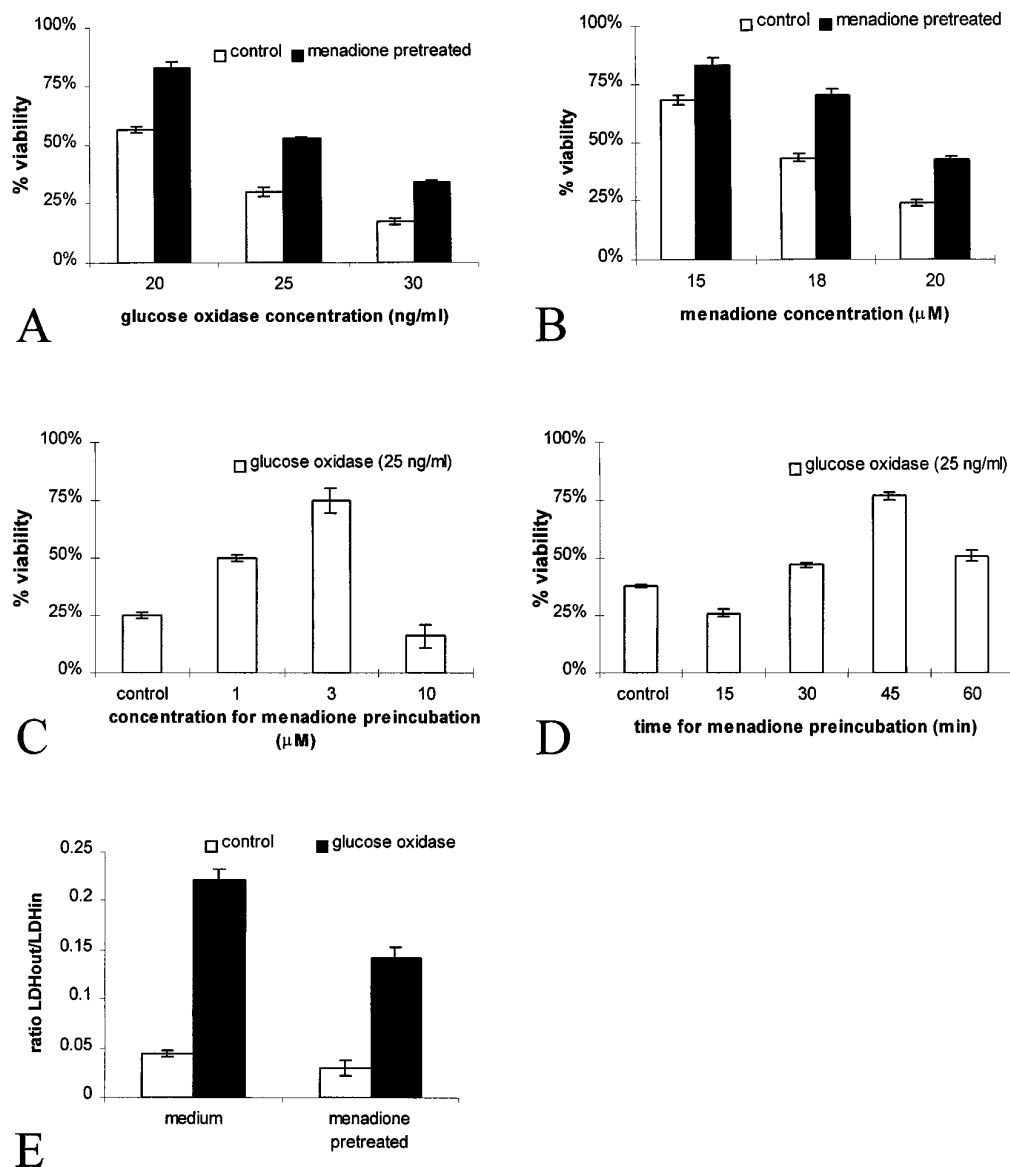 100%
75%
50%
25%
0%
% viability
control menadione pretreated
20 25 30
glucose oxidase concentration (ng/ml)
A
100%
75%
50%
25%
0%
% viability
control menadione pretreated
15 18 20
menadione concentration (μM)
B
100%
75%
50%
25%
0%
% viability
glucose oxidase (25 ng/ml)
control 1 3 10
concentration for menadione preincubation
(μM)
C
100%
75%
50%
25%
0%
% viability
glucose oxidase (25 ng/ml)
control 15 30 45 60
time for menadione preincubation (min)
D
0.25
0.2
0.15
0.1
0.05
0
ratio LDHout/LDHin
control glucose oxidase
medium menadione
pretreated
E